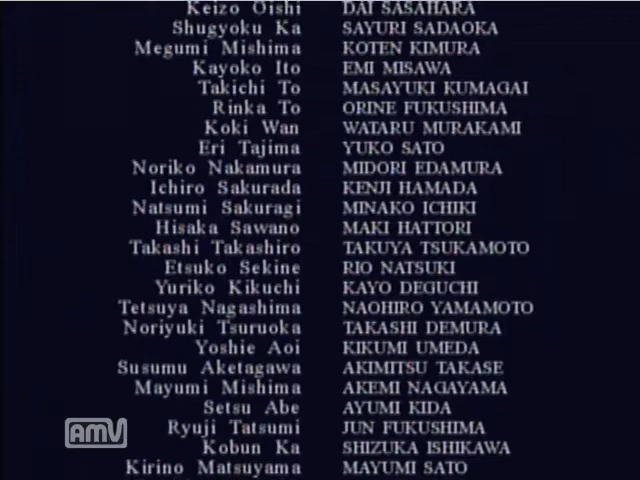 Keizo Oishi DAI SASAHARA
Shugyoku Ka SAYURI SADAOKA
Megumi Mishima KOTEN KIMURA
Kayoko Ito EMI MISAWA
Takichi To MASAYUKI KUMAGAI
Rinka To ORINE FUKUSHIMA
Koki Wan WATARU MURAKAMI
Eri Tajima YUKO SATO
Noriko Nakamura MIDORI EDAMURA
Ichiro Sakurada KENJI HAMADA
Natsumi Sakuragi MINAKO ICHIKI
Hisaka Sawano MAKI HATTORI
Takashi Takashiro TAKUYA TSUKAMOTO
Etsuko Sekine RIO NATSUKI
Yuriko Kikuchi KAYO DEGUCHI
Tetsuya Nagashima NAOHIRO YAMAMOTO
Noriyuki Tsuruoka TAKASHI DEMURA
Yoshie Aoi KIKUMI UMEDA
Susumu Aketagawa AKIMITSU TAKASE
Mayumi Mishima AKEMI NAGAYAMA
Setsu Abe AYUMI KIDA
Ryuji Tatsumi JUN FUKUSHIMA
Kobun Ka SHIZUKA ISHIKAWA
Kirino Matsuyama MAYUMI SATO
AMV